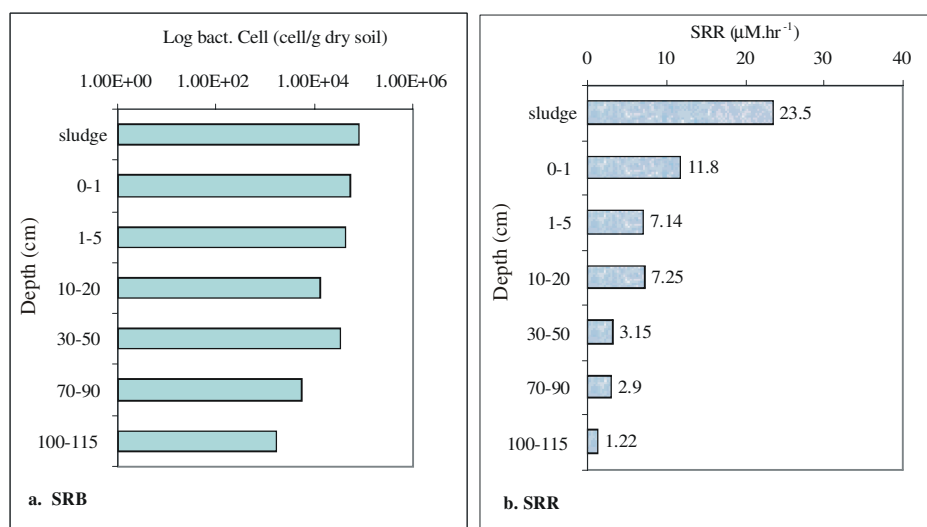 Log bact. Cell (cell/g dry soil)
1.00E+00 1.00E+02 1.00E+04 1.00E+06
Depth (cm)
sludge
0-1
1-5
10-20
30-50
70-90
100-115
a. SRB
SRR (μM.hr⁻¹)
0 10 20 30 40
Depth (cm)
sludge 23.5
0-1 11.8
1-5 7.14
10-20 7.25
30-50 3.15
70-90 2.9
100-115 1.22
b. SRR